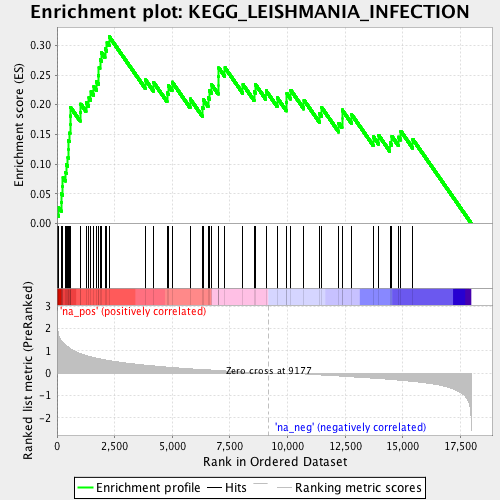 Enrichment plot: KEGG_LEISHMANIA_INFECTION
Enrichment score (ES)
0.30
0.25
0.20
0.15
0.10
0.05
0.00
'na_pos' (positively correlated)
Ranked list metric (PreRanked)
3
2
1
0
-1
-2
Zero cross at 9177
'na_neg' (negatively correlated)
0 2,500 5,000 7,500 10,000 12,500 15,000 17,500
Rank in Ordered Dataset
Enrichment profile Hits Ranking metric scores